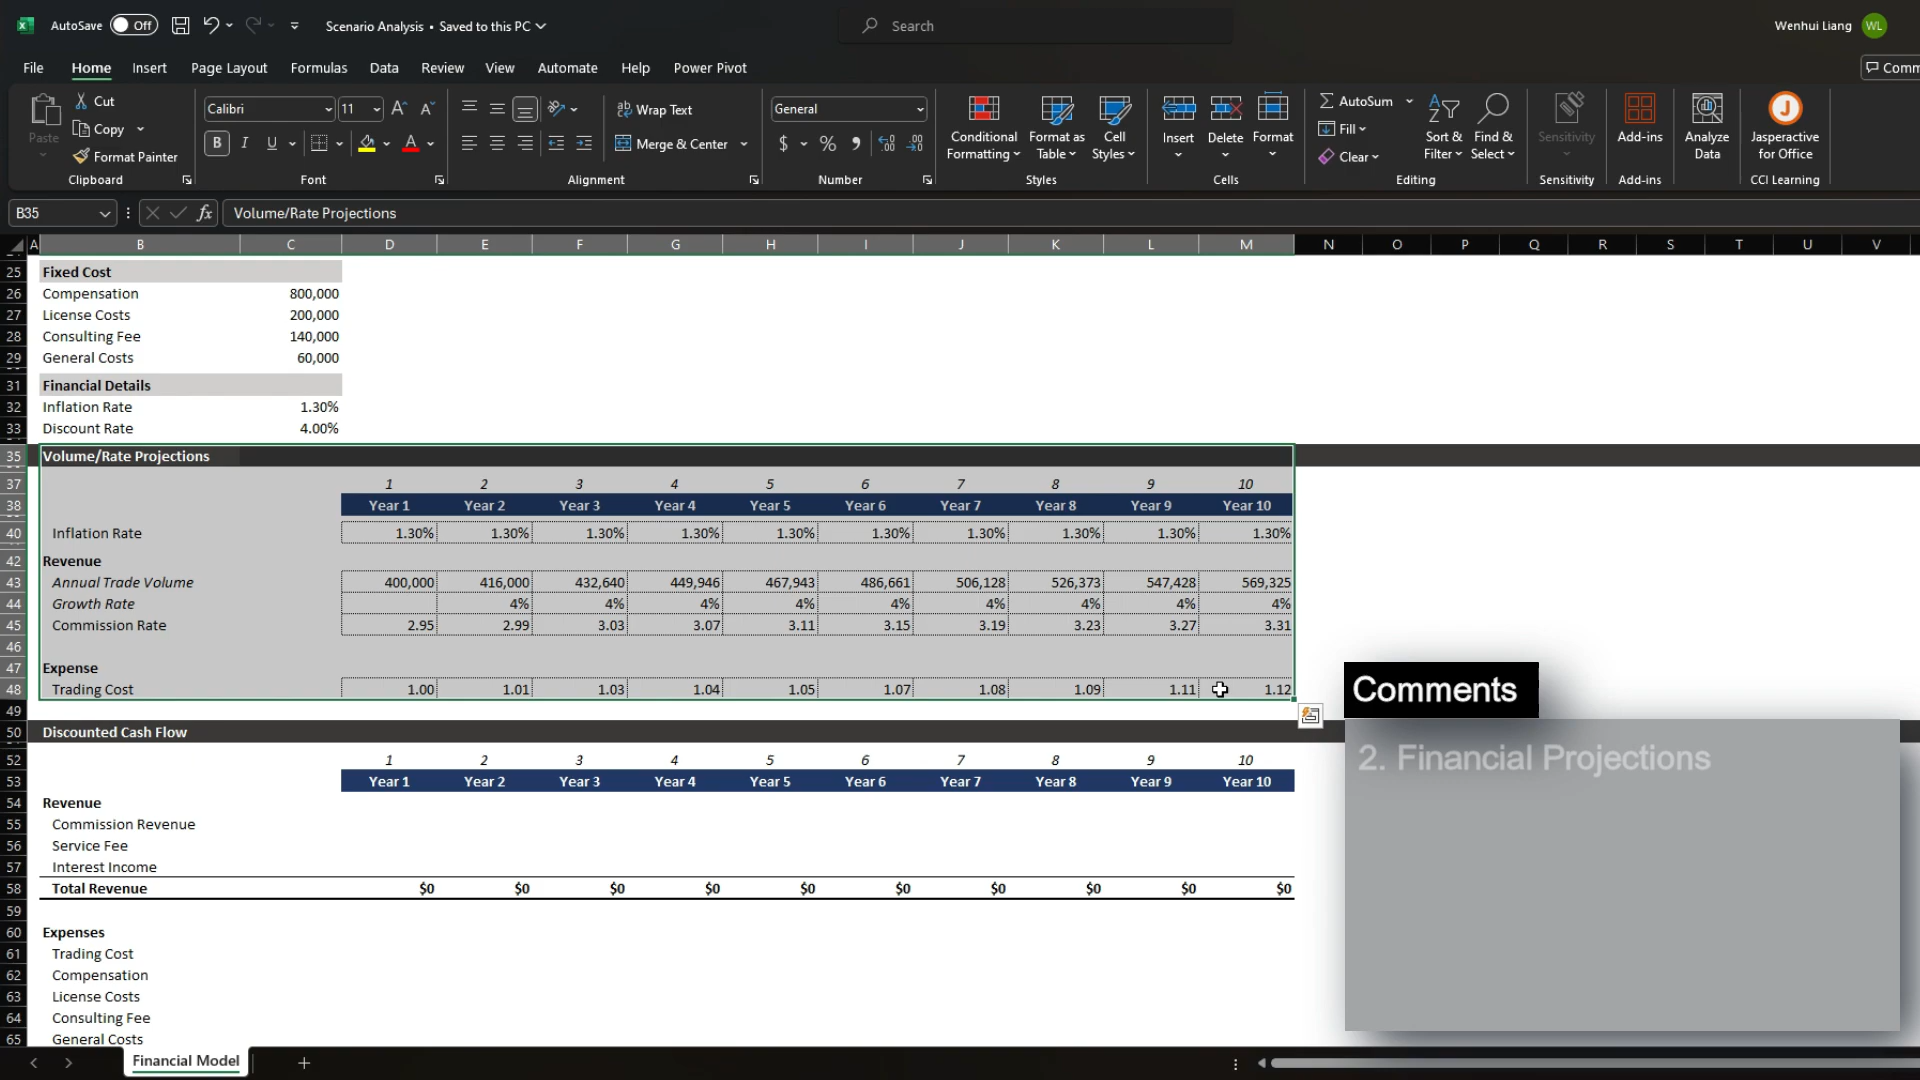 AutoSave Off Scenario Analysis • Saved to this PC Search Wenhui Liang WL
File Home Insert Page Layout Formulas Data Review View Automate Help Power Pivot Comm
Paste Cut Copy Format Painter Clipboard
Calibri 11 B I U Font
Wrap Text Merge & Center Alignment
General $ % Number
Conditional Formatting Format as Table Cell Styles Styles
Insert Delete Format Cells
AutoSum Fill Clear Sort & Filter Find & Select Editing
Sensitivity Sensitivity
Add-ins Add-ins
Analyze Data
Jasperactive for Office CCI Learning
B35 fx Volume/Rate Projections
A B C D E F G H I J K L M N O P Q R S T U V
25 Fixed Cost
26 Compensation 800,000
27 License Costs 200,000
28 Consulting Fee 140,000
29 General Costs 60,000
31 Financial Details
32 Inflation Rate 1.30%
33 Discount Rate 4.00%
35 Volume/Rate Projections
37 1 2 3 4 5 6 7 8 9 10
38 Year 1 Year 2 Year 3 Year 4 Year 5 Year 6 Year 7 Year 8 Year 9 Year 10
40 Inflation Rate 1.30% 1.30% 1.30% 1.30% 1.30% 1.30% 1.30% 1.30% 1.30% 1.30%
42 Revenue
43 Annual Trade Volume 400,000 416,000 432,640 449,946 467,943 486,661 506,128 526,373 547,428 569,325
44 Growth Rate 4% 4% 4% 4% 4% 4% 4% 4% 4%
45 Commission Rate 2.95 2.99 3.03 3.07 3.11 3.15 3.19 3.23 3.27 3.31
46
47 Expense
48 Trading Cost 1.00 1.01 1.03 1.04 1.05 1.07 1.08 1.09 1.11 1.12
49
50 Discounted Cash Flow
52 1 2 3 4 5 6 7 8 9 10
53 Year 1 Year 2 Year 3 Year 4 Year 5 Year 6 Year 7 Year 8 Year 9 Year 10
54 Revenue
55 Commission Revenue
56 Service Fee
57 Interest Income
58 Total Revenue $0 $0 $0 $0 $0 $0 $0 $0 $0 $0
59
60 Expenses
61 Trading Cost
62 Compensation
63 License Costs
64 Consulting Fee
65 General Costs
Comments
2. Financial Projections
Financial Model